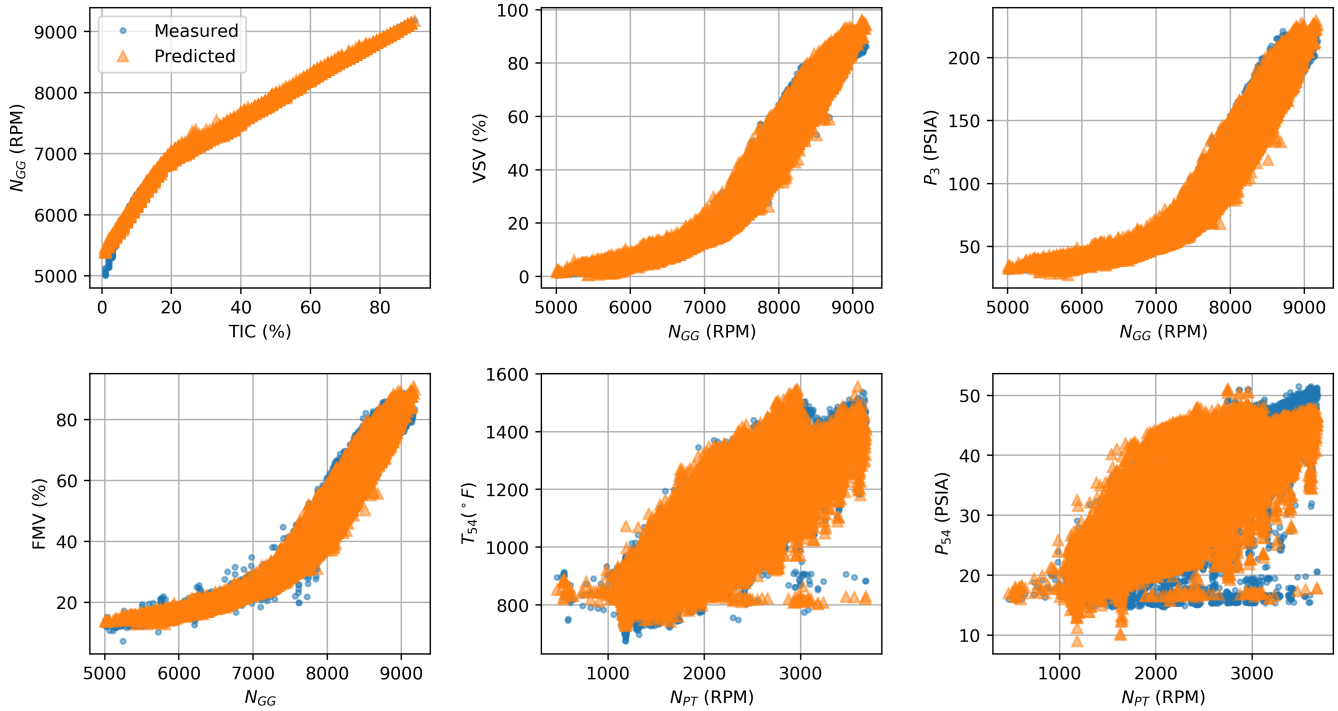 9000
8000
7000
6000
5000
0 20 40 60 80
N_GG (RPM)
TIC (%)
Measured
Predicted
100
80
60
40
20
0
5000 6000 7000 8000 9000
VSV (%)
N_GG (RPM)
200
150
100
50
5000 6000 7000 8000 9000
P_3 (PSIA)
N_GG (RPM)
80
60
40
20
5000 6000 7000 8000 9000
FMV (%)
N_GG
1600
1400
1200
1000
800
1000 2000 3000
T_54(°F)
N_PT (RPM)
50
40
30
20
10
1000 2000 3000
P_54 (PSIA)
N_PT (RPM)